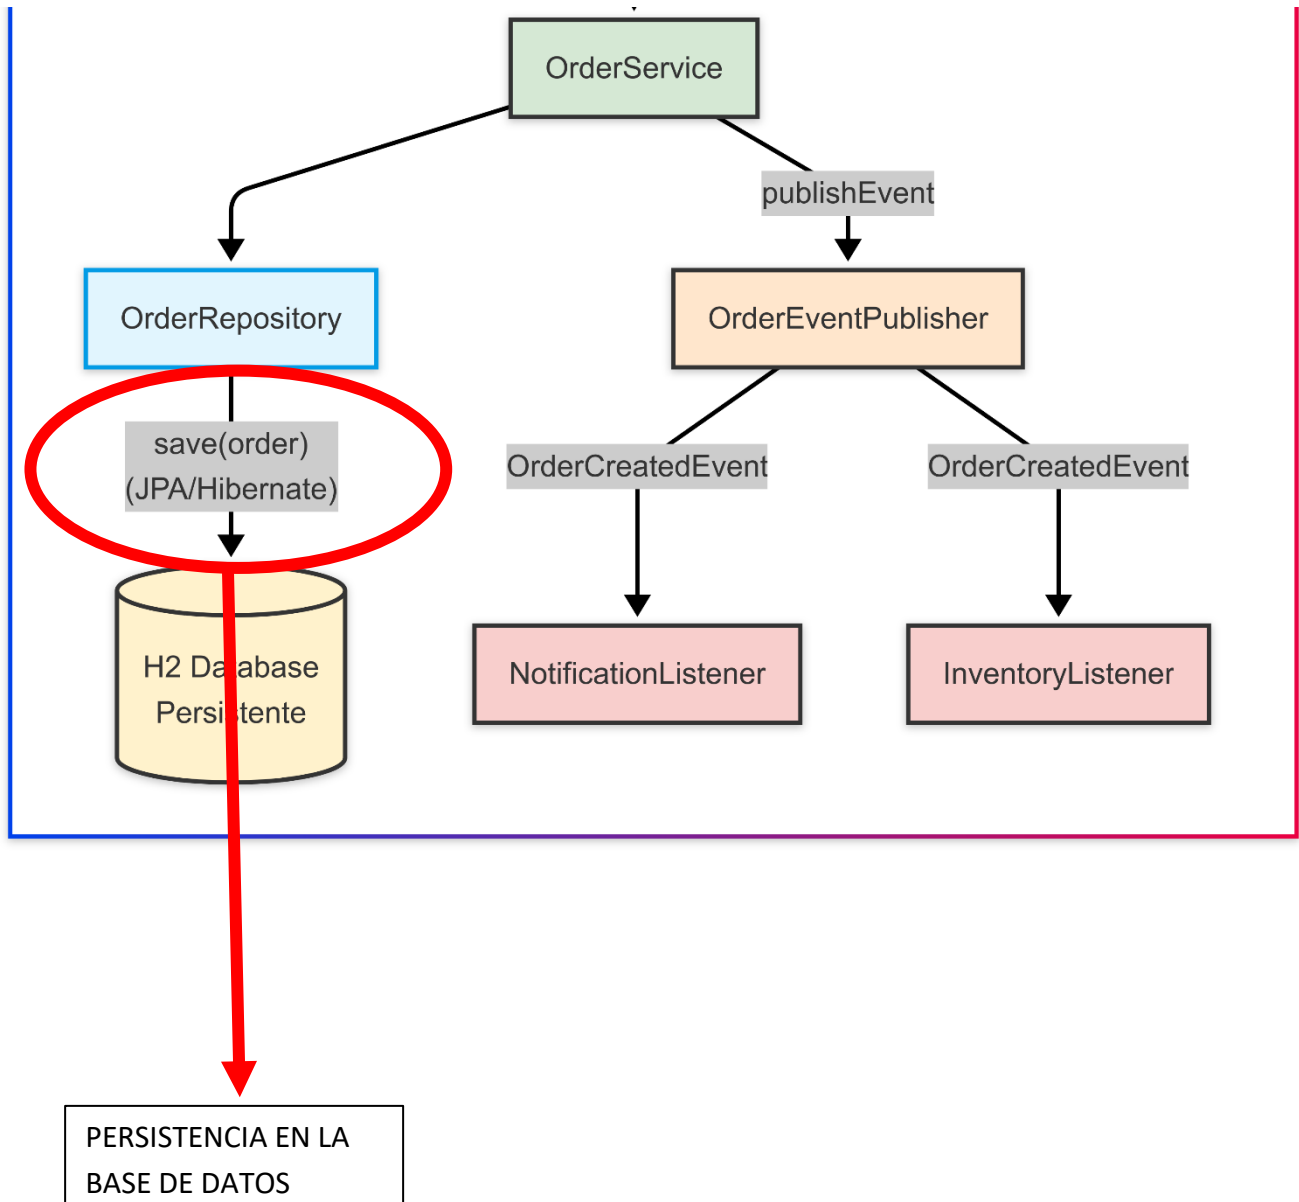 OrderService
publishEvent
OrderRepository
OrderEventPublisher
save(order)
(JPA/Hibernate)
OrderCreatedEvent
OrderCreatedEvent
H2 Database
Persistente
NotificationListener
InventoryListener
PERSISTENCIA EN LA
BASE DE DATOS